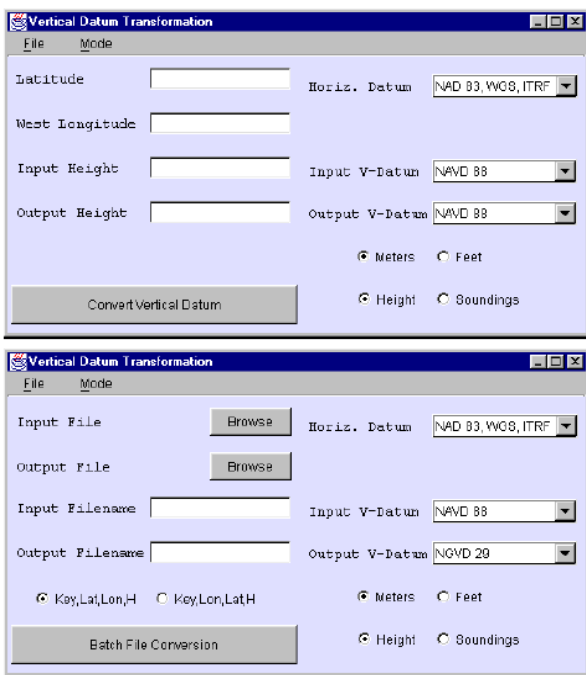 Vertical Datum Transformation
File Mode
Latitude
Horiz. Datum NAD 83, WGS, ITRF
West Longitude
Input Height
Input V-Datum NAVD 88
Output Height
Output V-Datum NAVD 88
Meters Feet
Convert Vertical Datum
Height Soundings
Vertical Datum Transformation
File Mode
Input File Browse
Horiz. Datum NAD 83, WGS, ITRF
Output File Browse
Input Filename
Input V-Datum NAVD 88
Output Filename
Output V-Datum NGVD 29
Key,Lat,Lon,H Key,Lon,Lat,H
Meters Feet
Batch File Conversion
Height Soundings